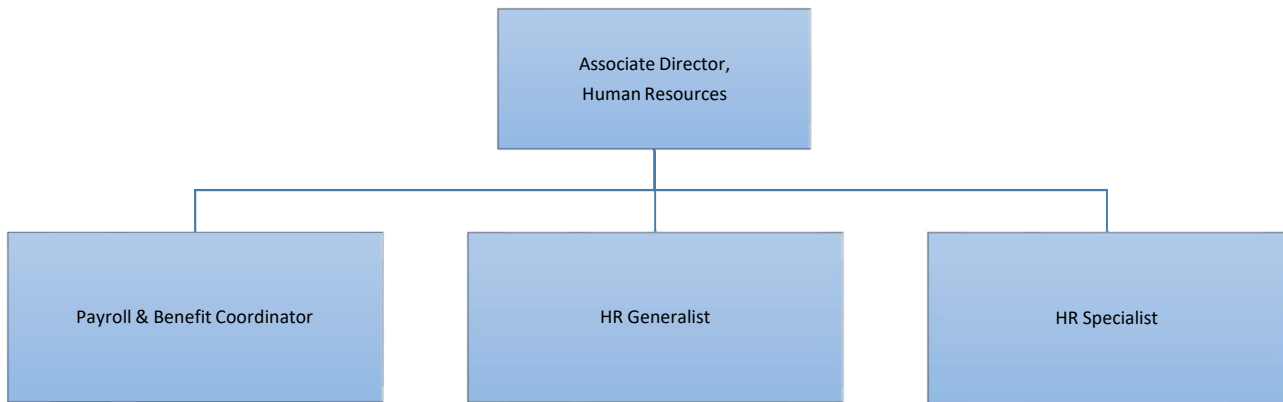 Associate Director,
Human Resources
Payroll & Benefit Coordinator
HR Generalist
HR Specialist